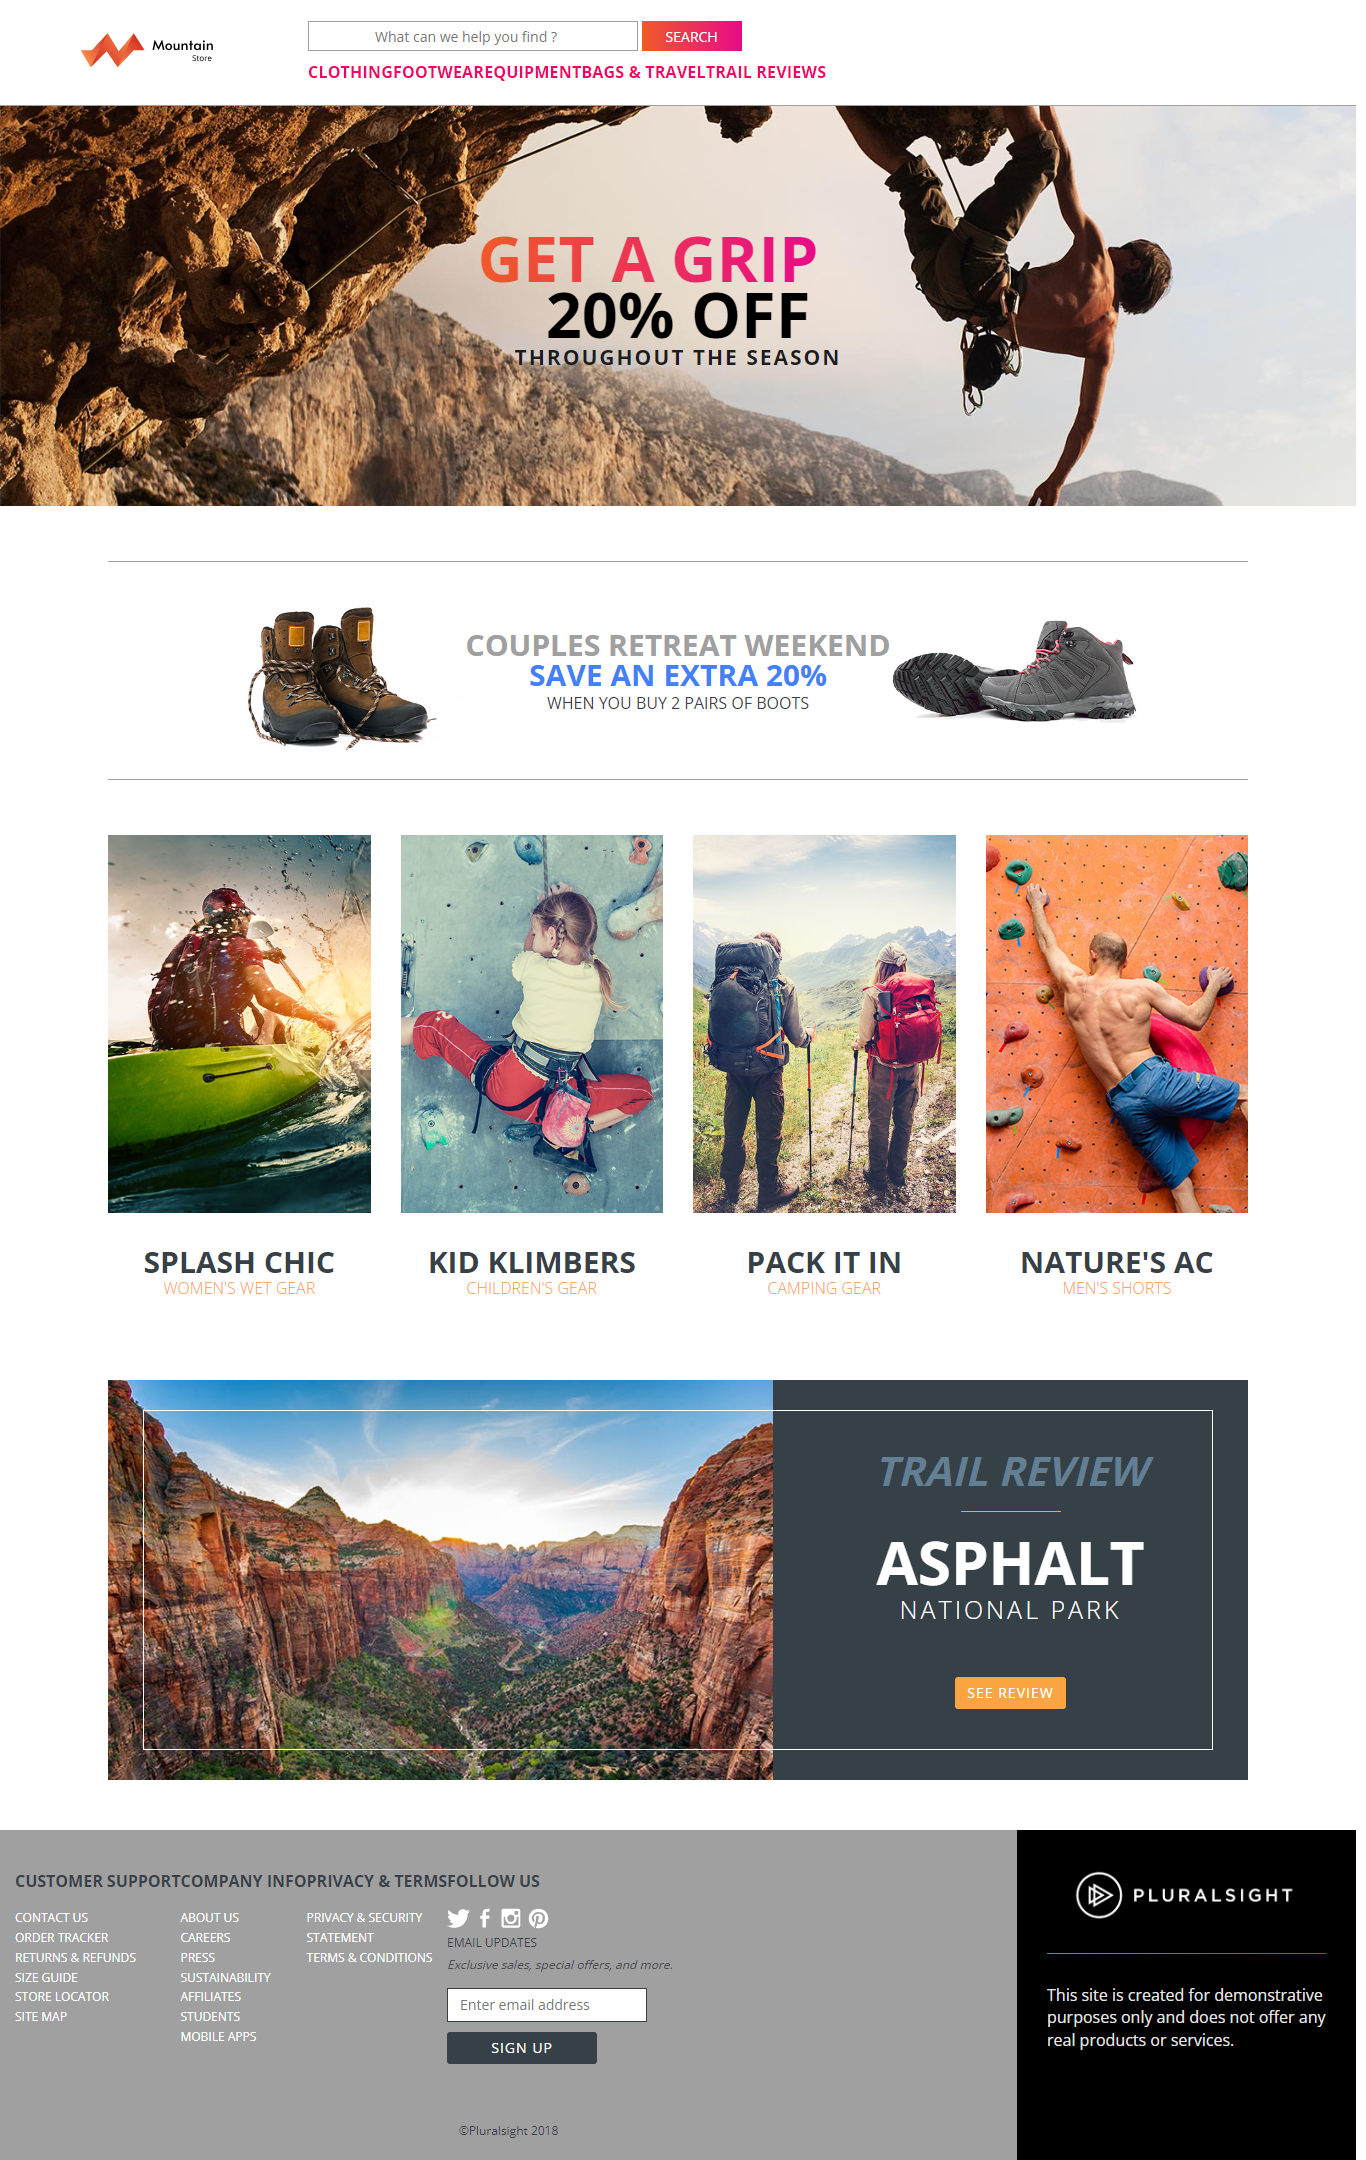 Mountain
Store
What can we help you find ?
SEARCH
CLOTHINGFOOTWEAREQUIPMENTBAGS & TRAVELTRAIL REVIEWS
GET A GRIP
20% OFF
THROUGHOUT THE SEASON
COUPLES RETREAT WEEKEND
SAVE AN EXTRA 20%
WHEN YOU BUY 2 PAIRS OF BOOTS
SPLASH CHIC
WOMEN'S WET GEAR
KID KLIMBERS
CHILDREN'S GEAR
PACK IT IN
CAMPING GEAR
NATURE'S AC
MEN'S SHORTS
TRAIL REVIEW
ASPHALT
NATIONAL PARK
SEE REVIEW
CUSTOMER SUPPORTCOMPANY INFOPRIVACY & TERMSFOLLOW US
CONTACT US
ORDER TRACKER
RETURNS & REFUNDS
SIZE GUIDE
STORE LOCATOR
SITE MAP
ABOUT US
CAREERS
PRESS
SUSTAINABILITY
AFFILIATES
STUDENTS
MOBILE APPS
PRIVACY & SECURITY
STATEMENT
TERMS & CONDITIONS
EMAIL UPDATES
Exclusive sales, special offers, and more.
Enter email address
SIGN UP
©Pluralsight 2018
PLURALSIGHT
This site is created for demonstrative
purposes only and does not offer any
real products or services.